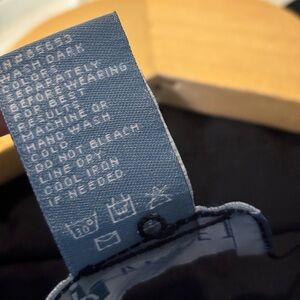 WASH DARK
COLORS
SEPARATELY
BEFORE WEARING
FOR BEST
RESULTS
MACHINE OR
HAND WASH
COLD
DO NOT BLEACH
LINE DRY
COOL IRON
IF NEEDED